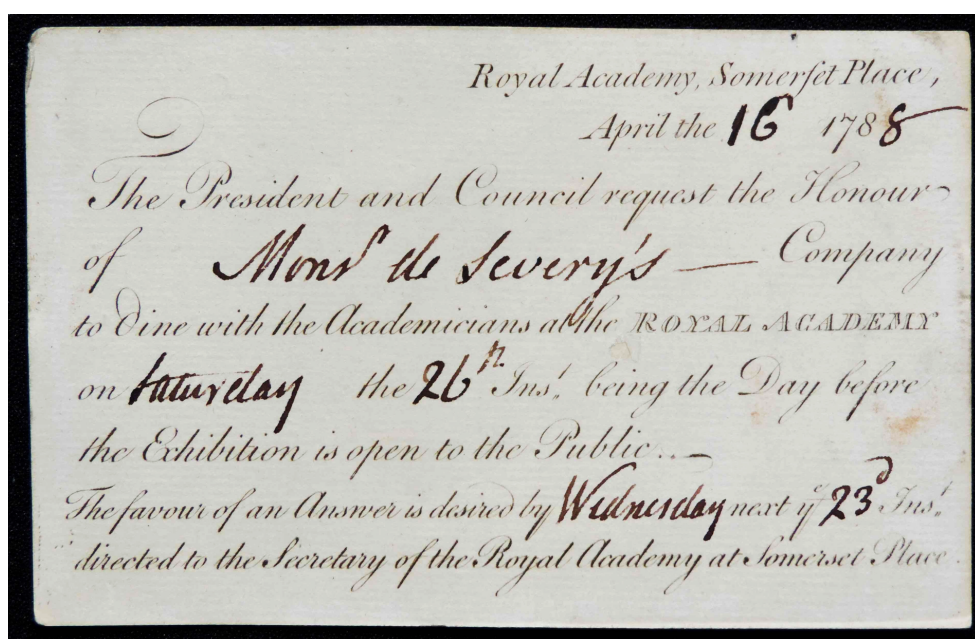 Royal Academy, Somerſet Place,
April the 16 1788
The President and Council request the Honour
of Monsr de Severy's — Company
to Dine with the Academicians at the ROYAL ACADEMY
on Saturday the 26th Inst. being the Day before
the Exhibition is open to the Public..—
The favour of an Answer is desired by Wednesday next ye 23d Inst.
directed to the Secretary of the Royal Academy at Somerset Place.